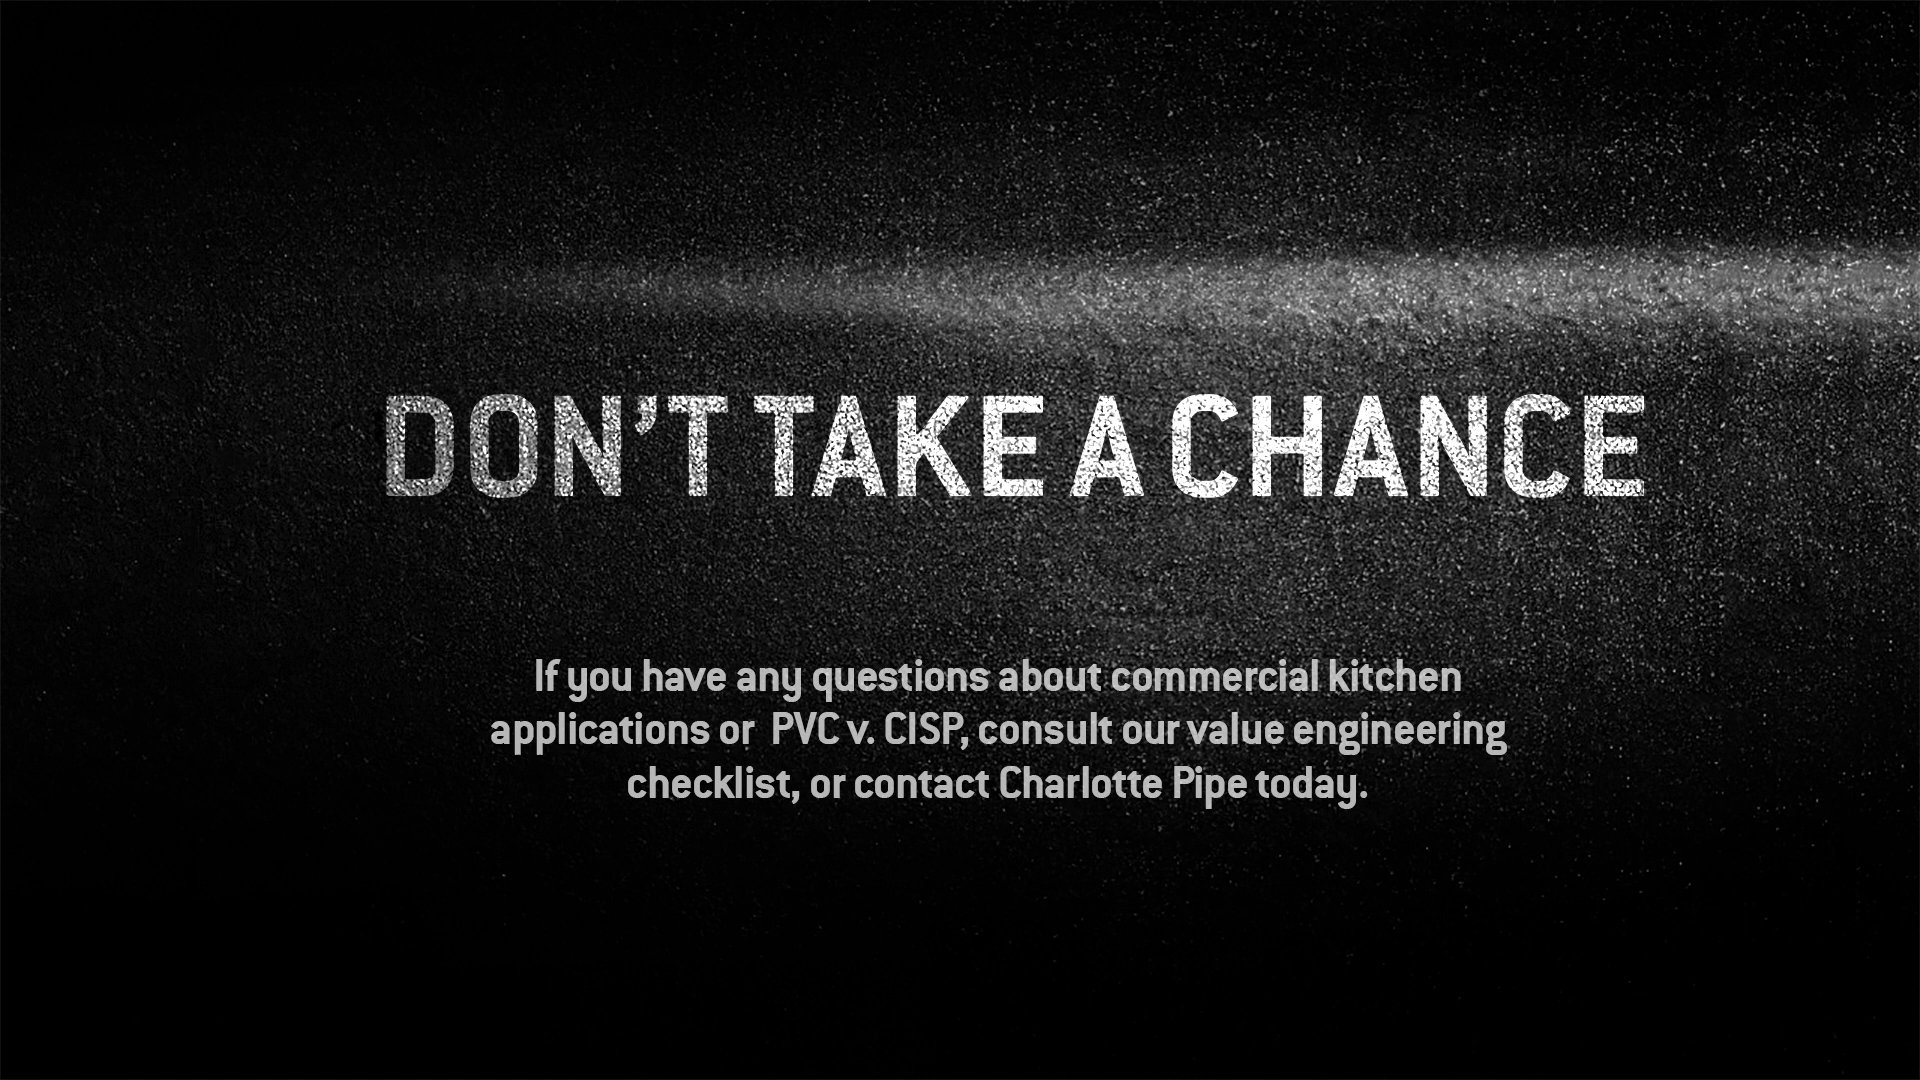 DON’T TAKE A CHANCE
If you have any questions about commercial kitchen
applications or  PVC v. CISP, consult our value engineering
checklist, or contact Charlotte Pipe today.